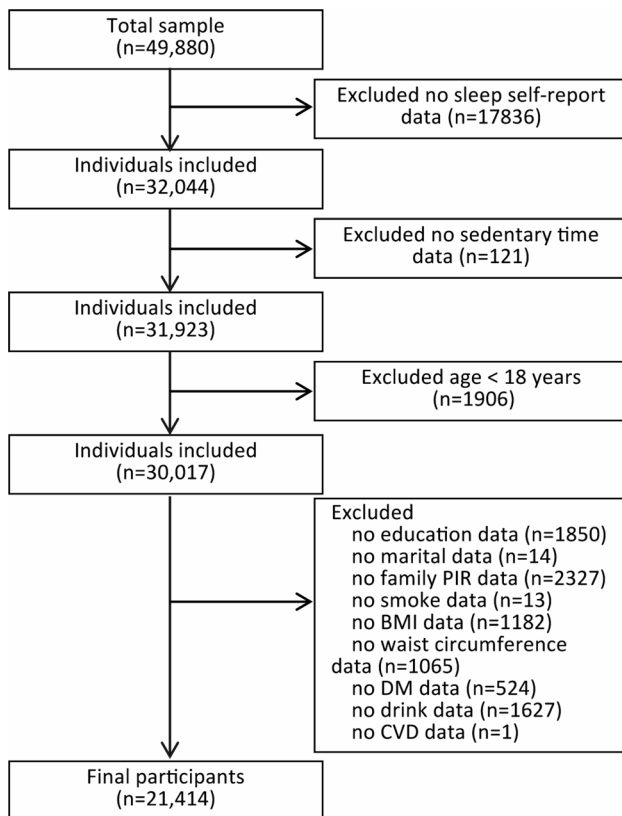 Total sample
(n=49,880)
Excluded no sleep self-report
data (n=17836)
Individuals included
(n=32,044)
Excluded no sedentary time
data (n=121)
Individuals included
(n=31,923)
Excluded age < 18 years
(n=1906)
Individuals included
(n=30,017)
Excluded
no education data (n=1850)
no marital data (n=14)
no family PIR data (n=2327)
no smoke data (n=13)
no BMI data (n=1182)
no waist circumference
data (n=1065)
no DM data (n=524)
no drink data (n=1627)
no CVD data (n=1)
Final participants
(n=21,414)